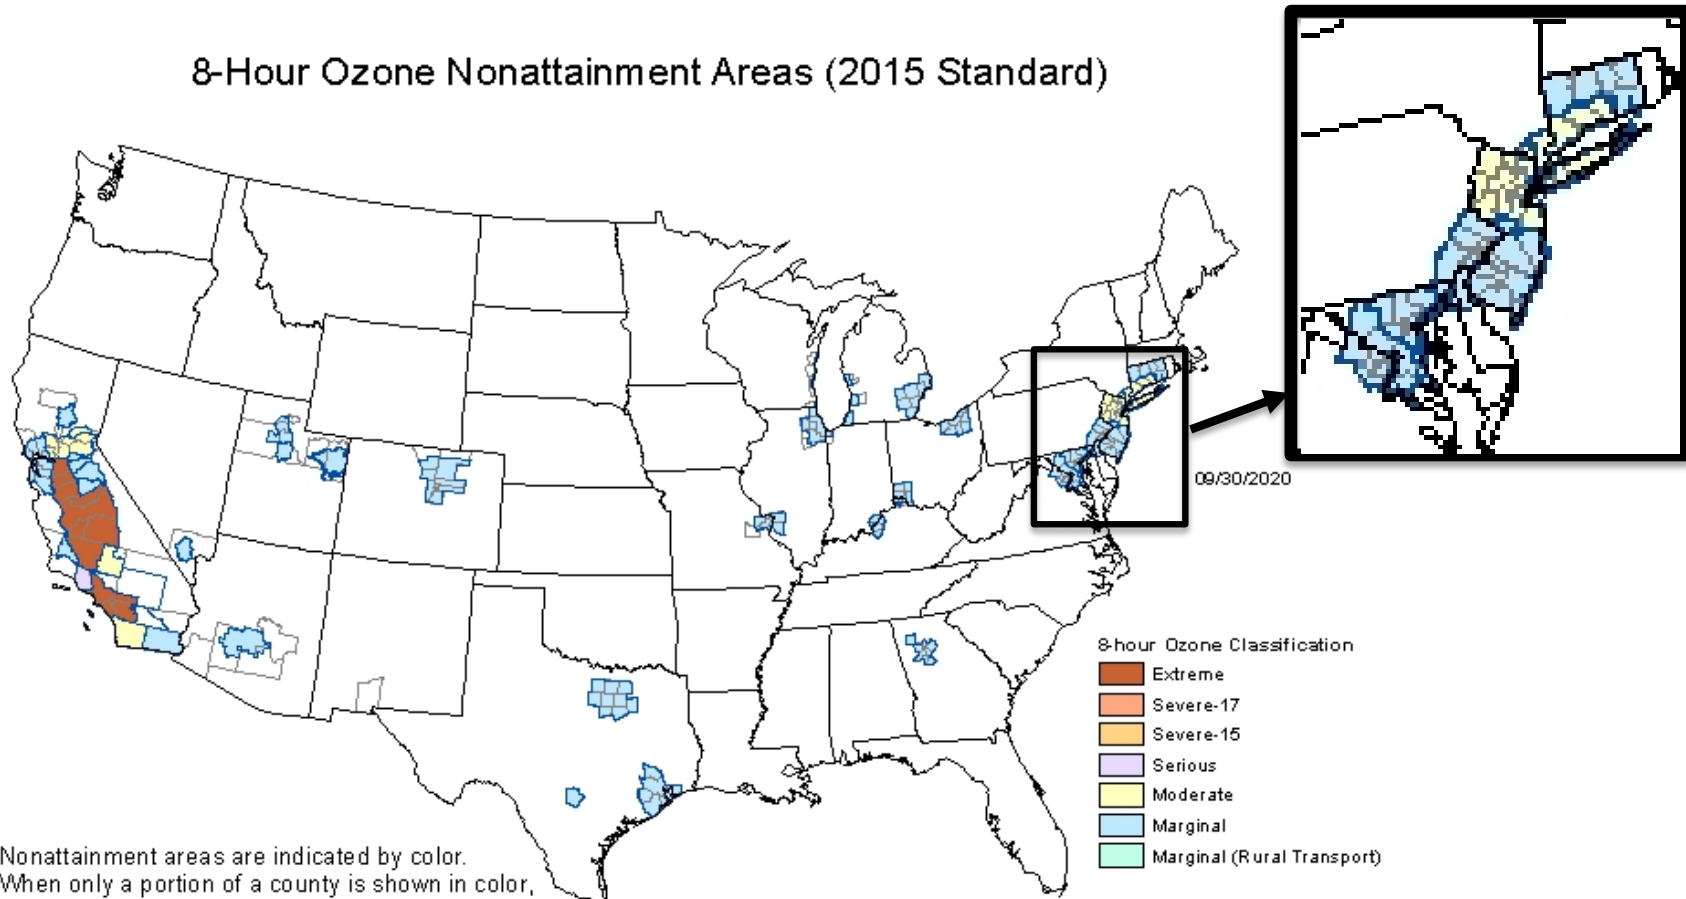 8-Hour Ozone Nonattainment Areas (2015 Standard)
09/30/2020
8-hour Ozone Classification
Extreme
Severe-17
Severe-15
Serious
Moderate
Marginal
Marginal (Rural Transport)
Nonattainment areas are indicated by color.
When only a portion of a county is shown in color,